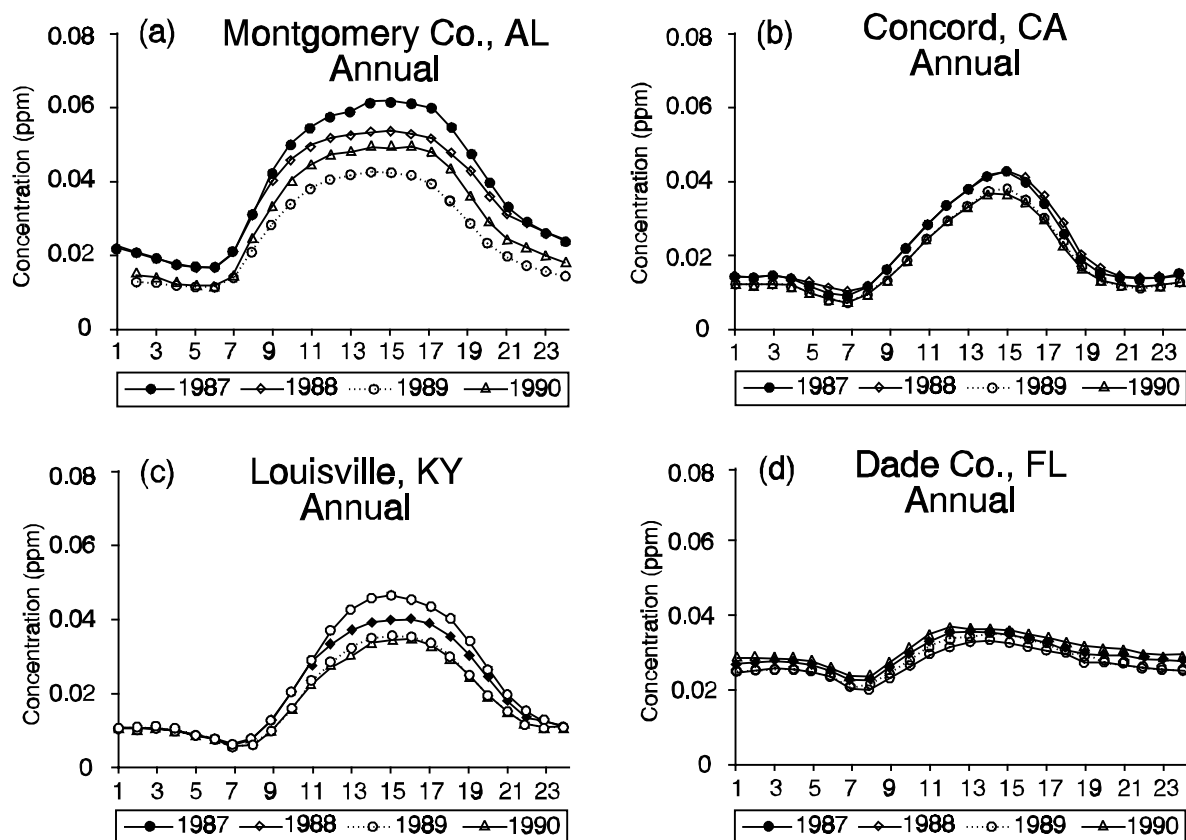 (a) Montgomery Co., AL
Annual
Concentration (ppm)
0.08
0.06
0.04
0.02
0
1 3 5 7 9 11 13 15 17 19 21 23
1987 1988 1989 1990
(b) Concord, CA
Annual
Concentration (ppm)
0.08
0.06
0.04
0.02
0
1 3 5 7 9 11 13 15 17 19 21 23
1987 1988 1989 1990
(c) Louisville, KY
Annual
Concentration (ppm)
0.08
0.06
0.04
0.02
0
1 3 5 7 9 11 13 15 17 19 21 23
1987 1988 1989 1990
(d) Dade Co., FL
Annual
Concentration (ppm)
0.08
0.06
0.04
0.02
0
1 3 5 7 9 11 13 15 17 19 21 23
1987 1988 1989 1990